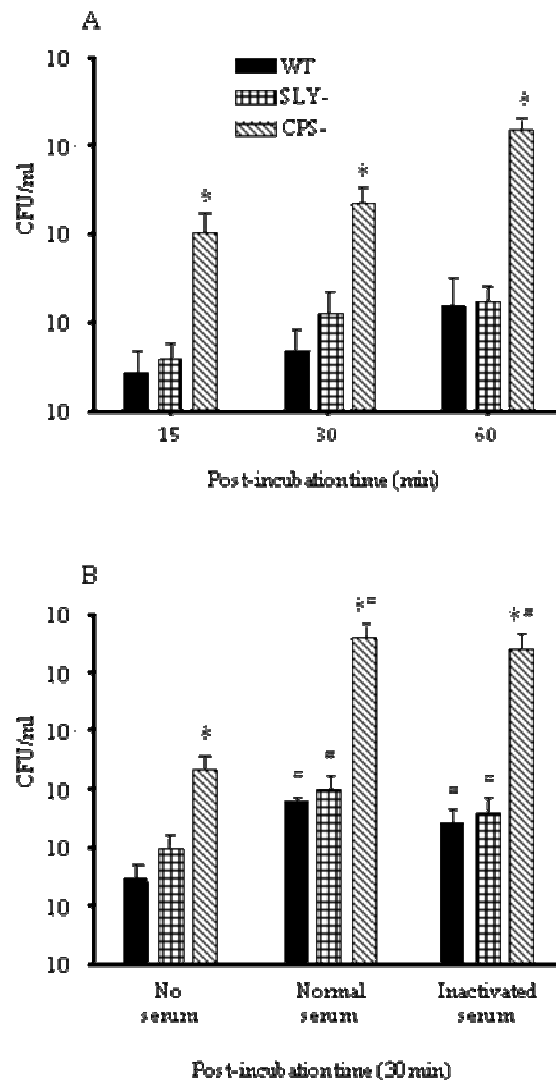 A
10
10
10
10
10
CFU/ml
WT
SLY-
CPS-
*
*
*
15
30
60
Post-incubation time (min)
B
10
10
10
10
10
10
10
CFU/ml
*
¤
¤
*¤
¤
¤
*¤
No
serum
Normal
serum
Inactivated
serum
Post-incubation time (30 min)